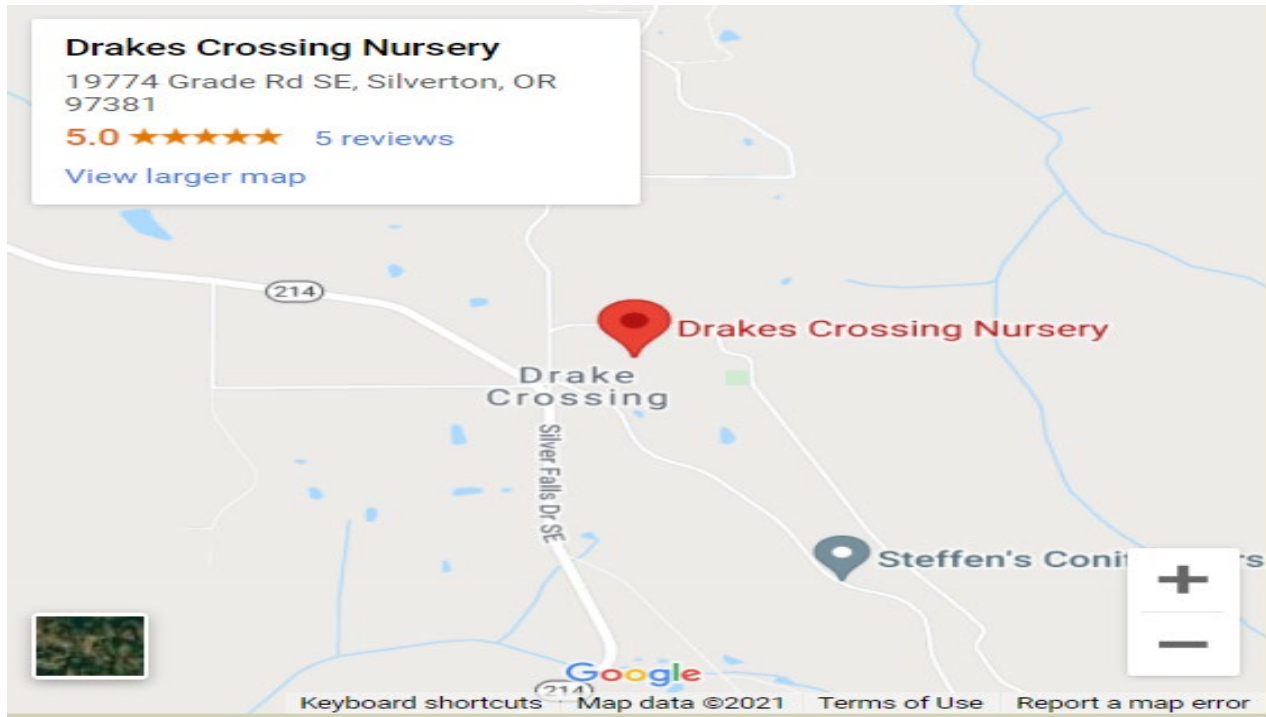 Drakes Crossing Nursery
19774 Grade Rd SE, Silverton, OR
97381
5.0 ★★★★★ 5 reviews
View larger map
214
Drakes Crossing Nursery
Drake
Crossing
Silver Falls Dr SE
Steffen's
Google
214
Keyboard shortcuts Map data ©2021 Terms of Use Report a map error